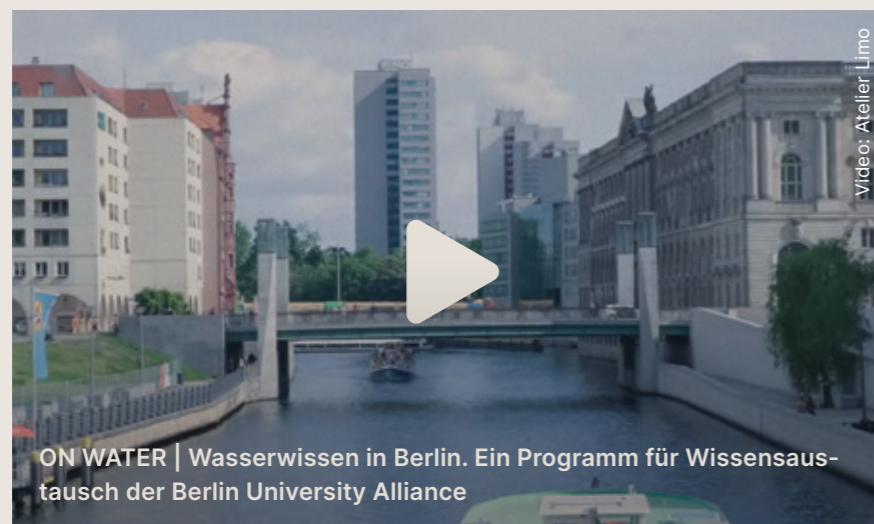 Video: Atelier Limo
ON WATER | Wasserwissen in Berlin. Ein Programm für Wissensaus-
tausch der Berlin University Alliance